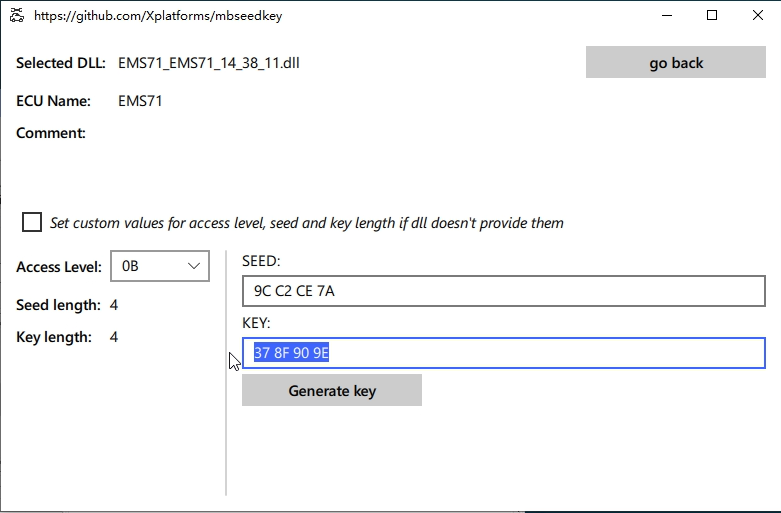 https://github.com/Xplatforms/mbseedkey
Selected DLL: EMS71_EMS71_14_38_11.dll
go back
ECU Name: EMS71
Comment:
Set custom values for access level, seed and key length if dll doesn't provide them
Access Level: 0B
Seed length: 4
Key length: 4
SEED:
9C C2 CE 7A
KEY:
37 8F 90 9E
Generate key